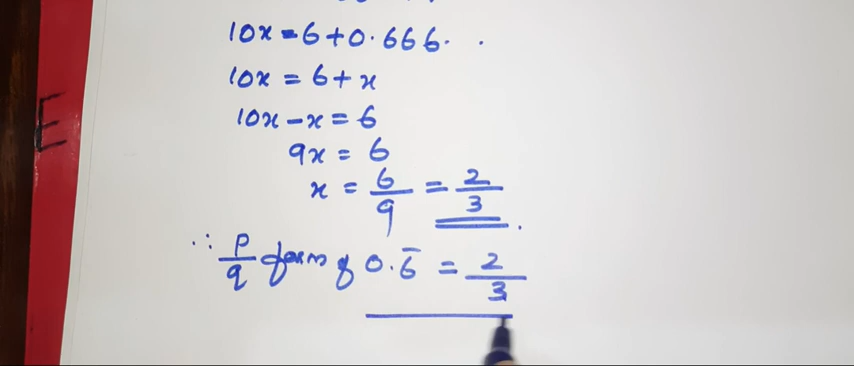 10x = 6 + 0.666. .
10x = 6 + x
10x - x = 6
9x = 6
x = 6/9 = 2/3 .
∴ p/q form of 0.6̅ = 2/3
E